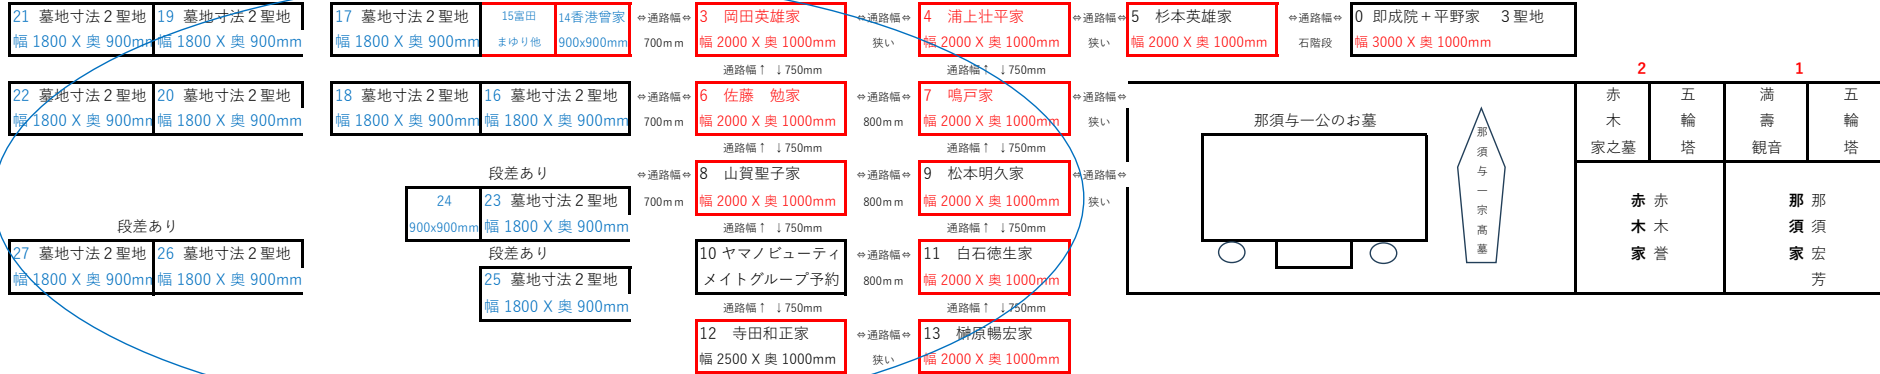 21 墓地寸法２聖地
幅 1800 X 奥 900mm
19 墓地寸法２聖地
幅 1800 X 奥 900mm
17 墓地寸法２聖地
幅 1800 X 奥 900mm
15富田
まゆり他
14香港曾家
900x900mm
⇔通路幅⇔
700mm
3 岡田英雄家
幅 2000 X 奥 1000mm
⇔通路幅⇔
狭い
4 浦上壮平家
幅 2000 X 奥 1000mm
⇔通路幅⇔
狭い
5 杉本英雄家
幅 2000 X 奥 1000mm
⇔通路幅⇔
石階段
0 即成院＋平野家 ３聖地
幅 3000 X 奥 1000mm
通路幅↑ ↓750mm
通路幅↑ ↓750mm
2
1
22 墓地寸法２聖地
幅 1800 X 奥 900mm
20 墓地寸法２聖地
幅 1800 X 奥 900mm
18 墓地寸法２聖地
幅 1800 X 奥 900mm
16 墓地寸法２聖地
幅 1800 X 奥 900mm
⇔通路幅⇔
700mm
6 佐藤 勉家
幅 2000 X 奥 1000mm
⇔通路幅⇔
800mm
7 鳴戸家
幅 2000 X 奥 1000mm
⇔通路幅⇔
狭い
那須与一公のお墓
那須与一宗髙墓
赤木家之墓
五輪塔
満壽観音
五輪塔
通路幅↑ ↓750mm
通路幅↑ ↓750mm
段差あり
24
900x900mm
23 墓地寸法２聖地
幅 1800 X 奥 900mm
⇔通路幅⇔
700mm
8 山賀聖子家
幅 2000 X 奥 1000mm
⇔通路幅⇔
800mm
9 松本明久家
幅 2000 X 奥 1000mm
⇔通路幅⇔
狭い
赤木家
赤木誉
那須家
那須宏芳
通路幅↑ ↓750mm
通路幅↑ ↓750mm
段差あり
27 墓地寸法２聖地
幅 1800 X 奥 900mm
26 墓地寸法２聖地
幅 1800 X 奥 900mm
段差あり
25 墓地寸法２聖地
幅 1800 X 奥 900mm
10 ヤマノビューティ
メイトグループ予約
⇔通路幅⇔
800mm
11 白石徳生家
幅 2000 X 奥 1000mm
通路幅↑ ↓750mm
通路幅↑ ↓750mm
12 寺田和正家
幅 2500 X 奥 1000mm
⇔通路幅⇔
狭い
13 榊原暢宏家
幅 2000 X 奥 1000mm